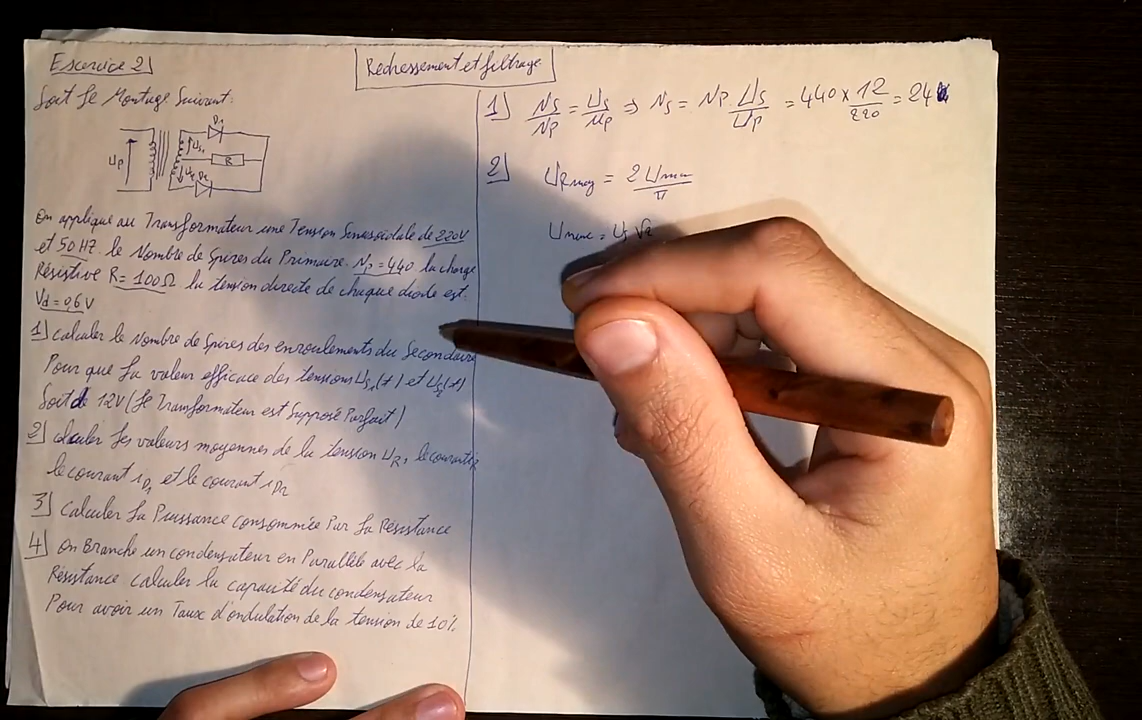 Exercice 2
Redressement et filtrage
Soit le Montage Suivant:
D1
Up
Us1
R
D2
On applique au Transformateur une Tension Sinusoidale de 220V
et 50 HZ le Nombre de Spires du Primaire Np = 440 la charge
Résistive R = 100Ω la tension directe de chaque diode est:
Vd = 0,6 V
1] calculer le Nombre de Spires des enroulements du Secondaire
Pour que la valeur efficace des tensions Us1(t) et Us2(t)
Soit 12V (le Transformateur est Supposé Parfait)
2] calculer les valeurs moyennes de la tension UR, le courant iR
le courant iD1 et le courant iD2
3] calculer la Puissance consommée Par la Résistance
4] on Branche un condensateur en Parallèle avec la
Résistance calculer la capacité du condensateur
Pour avoir un Taux d'ondulation de la tension de 10%
1] Ns/Np = Us/Up ⇒ Ns = Np · Us/Up = 440 × 12/220 = 24
2] URmoy = 2 Umax/π
Umax = Us √2